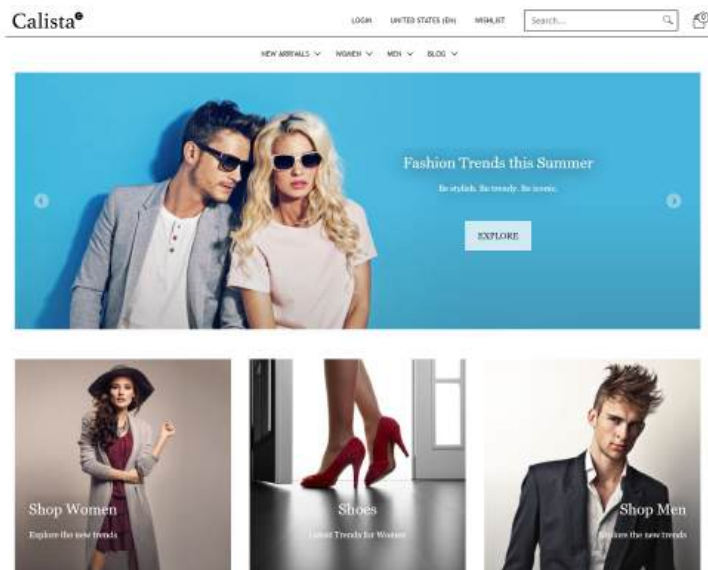 Calista
LOGIN UNITED STATES (EN) WISHLIST Search... 0
NEW ARRIVALS WOMEN MEN BLOG
Fashion Trends this Summer
Be stylish. Be trendy. Be iconic.
EXPLORE
Shop Women
Explore the new trends
Shoes
Latest Trends for Women
Shop Men
Explore the new trends